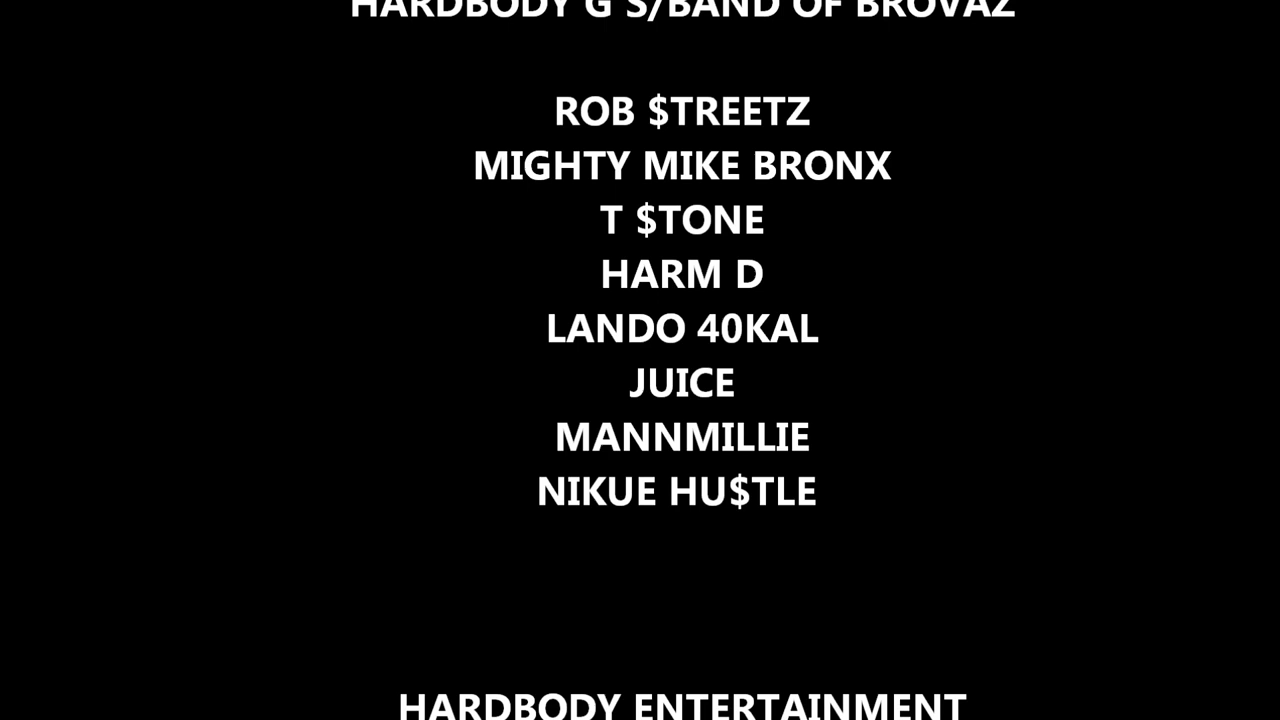 HARDBODY G'S/BAND OF BROVAZ
ROB $TREETZ
MIGHTY MIKE BRONX
T $TONE
HARM D
LANDO 40KAL
JUICE
MANNMILLIE
NIKUE HU$TLE
HARDBODY ENTERTAINMENT